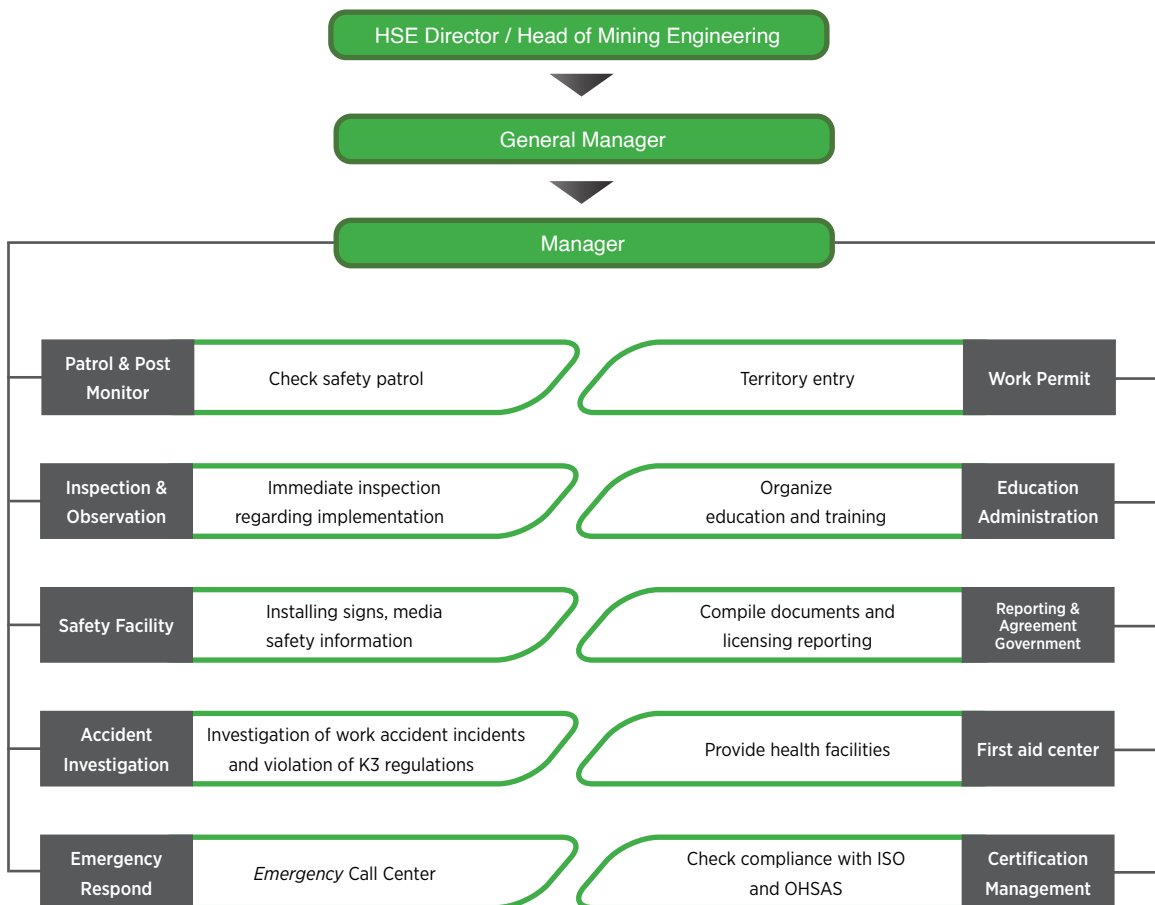 HSE Director / Head of Mining Engineering
General Manager
Manager
Patrol & Post
Monitor
Check safety patrol
Territory entry
Work Permit
Inspection &
Observation
Immediate inspection
regarding implementation
Organize
education and training
Education
Administration
Safety Facility
Installing signs, media
safety information
Compile documents and
licensing reporting
Reporting &
Agreement
Government
Accident
Investigation
Investigation of work accident incidents
and violation of K3 regulations
Provide health facilities
First aid center
Emergency
Respond
Emergency Call Center
Check compliance with ISO
and OHSAS
Certification
Management